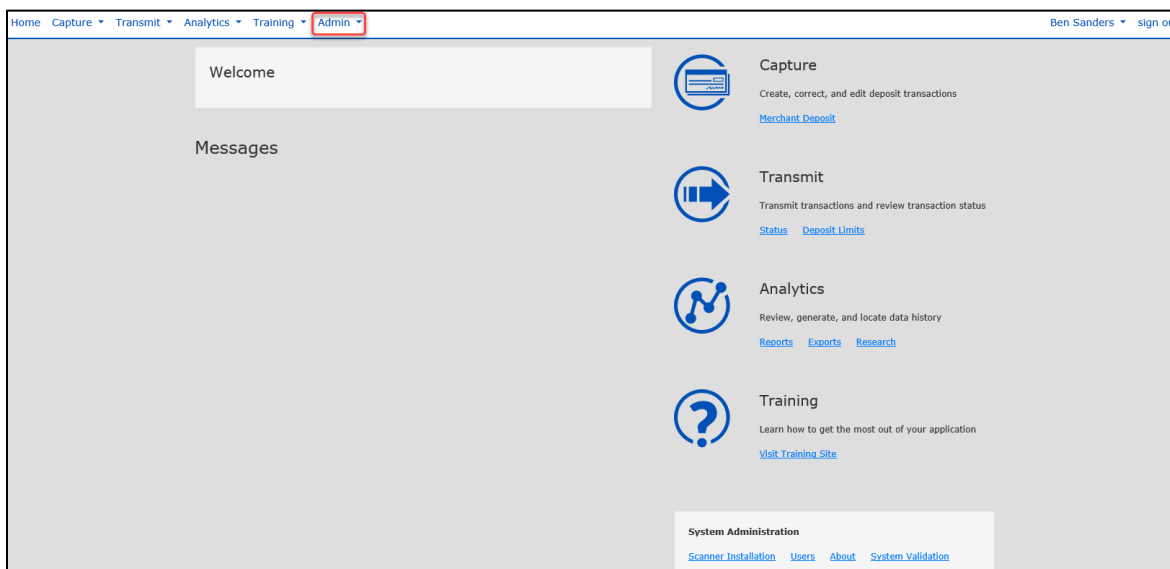 Home Capture Transmit Analytics Training Admin Ben Sanders sign ou
Welcome
Messages
Capture
Create, correct, and edit deposit transactions
Merchant Deposit
Transmit
Transmit transactions and review transaction status
Status Deposit Limits
Analytics
Review, generate, and locate data history
Reports Exports Research
Training
Learn how to get the most out of your application
Visit Training Site
System Administration
Scanner Installation Users About System Validation